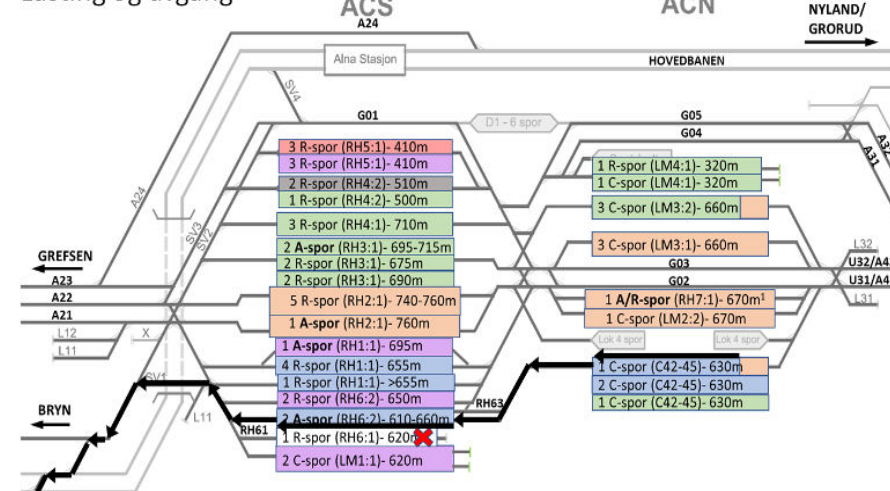 ACS
ACN
A24
NYLAND/
GRORUD
Alna Stasjon
HOVEDBANEN
SV4
G01
D1 - 6 spor
G05
G04
A32
A31
3 R-spor (RH5:1)- 410m
3 R-spor (RH5:1)- 410m
2 R-spor (RH4:2)- 510m
1 R-spor (RH4:2)- 500m
3 R-spor (RH4:1)- 710m
2 A-spor (RH3:1)- 695-715m
2 R-spor (RH3:1)- 675m
2 R-spor (RH3:1)- 690m
5 R-spor (RH2:1)- 740-760m
1 A-spor (RH2:1)- 760m
1 A-spor (RH1:1)- 695m
4 R-spor (RH1:1)- 655m
1 R-spor (RH1:1)- >655m
2 R-spor (RH6:2)- 650m
2 A-spor (RH6:2)- 610-660m
1 R-spor (RH6:1)- 620m
2 C-spor (LM1:1)- 620m
1 R-spor (LM4:1)- 320m
1 C-spor (LM4:1)- 320m
3 C-spor (LM3:2)- 660m
3 C-spor (LM3:1)- 660m
G03
G02
1 A/R-spor (RH7:1)- 670m¹
1 C-spor (LM2:2)- 670m
Lok 4 spor
Lok 4 spor
1 C-spor (C42-45)- 630m
2 C-spor (C42-45)- 630m
1 C-spor (C42-45)- 630m
L32
U32/A4
U31/A4
L31
A24
SV3
SV2
GREFSEN
A23
A22
A21
L12
L11
X
SV1
L11
BRYN
RH61
RH63